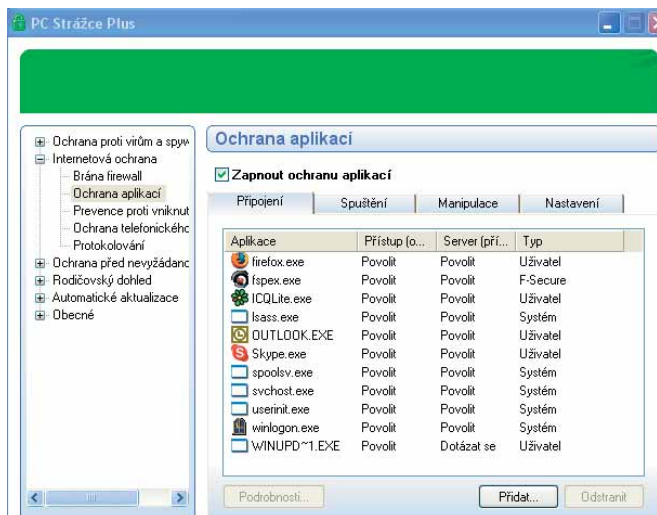 PC Strážce Plus
Ochrana proti virům a spyw
Internetová ochrana
Brána firewall
Ochrana aplikací
Prevence proti vniknut
Ochrana telefonickéhc
Protokolování
Ochrana před nevyžádanc
Rodičovský dohled
Automatické aktualizace
Obecné
Ochrana aplikací
Zapnout ochranu aplikací
Připojení Spuštění Manipulace Nastavení
Aplikace Přístup (o... Server (pří... Typ
firefox.exe Povolit Povolit Uživatel
fspex.exe Povolit Povolit F-Secure
ICQLite.exe Povolit Povolit Uživatel
lsass.exe Povolit Povolit Systém
OUTLOOK.EXE Povolit Povolit Uživatel
Skype.exe Povolit Povolit Uživatel
spoolsv.exe Povolit Povolit Systém
svchost.exe Povolit Povolit Systém
userinit.exe Povolit Povolit Systém
winlogon.exe Povolit Povolit Systém
WINUPD~1.EXE Povolit Dotázat se Uživatel
Podrobnosti... Přidat... Odstranit